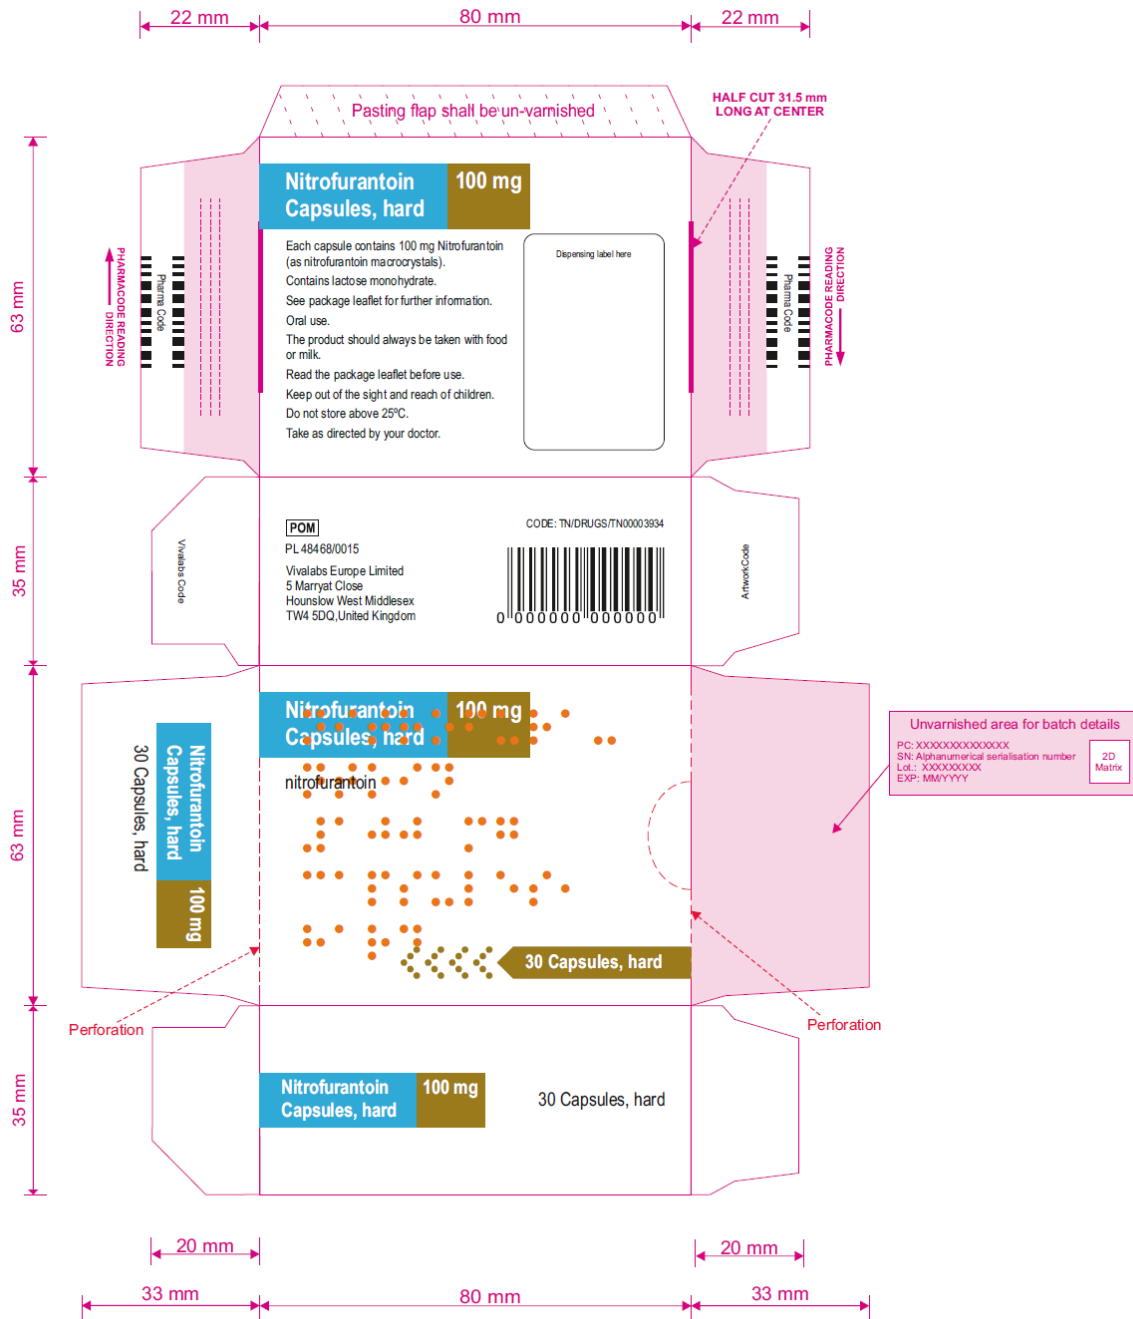 22 mm
80 mm
22 mm
Pasting flap shall be un-varnished
HALF CUT 31.5 mm
LONG AT CENTER
63 mm
Nitrofurantoin
Capsules, hard
100 mg
Each capsule contains 100 mg Nitrofurantoin
(as nitrofurantoin macrocrystals).
Contains lactose monohydrate.
See package leaflet for further information.
Oral use.
The product should always be taken with food
or milk.
Read the package leaflet before use.
Keep out of the sight and reach of children.
Do not store above 25ºC.
Take as directed by your doctor.
Dispensing label here
PHARMACODE READING
DIRECTION
Pharma Code
Pharma Code
PHARMACODE READING
DIRECTION
35 mm
Vivalabs Code
POM
PL 48468/0015
Vivalabs Europe Limited
5 Marryat Close
Hounslow West Middlesex
TW4 5DQ,United Kingdom
CODE: TN/DRUGS/TN00003934
0 000000 000000
ArtworkCode
63 mm
Nitrofurantoin
Capsules, hard
100 mg
30 Capsules, hard
Nitrofurantoin
Capsules, hard
100 mg
nitrofurantoin
30 Capsules, hard
Unvarnished area for batch details
PC: XXXXXXXXXXXXXX
SN: Alphanumerical serialisation number
Lot.: XXXXXXXXX
EXP: MM/YYYY
2D
Matrix
Perforation
Perforation
35 mm
Nitrofurantoin
Capsules, hard
100 mg
30 Capsules, hard
20 mm
20 mm
33 mm
80 mm
33 mm